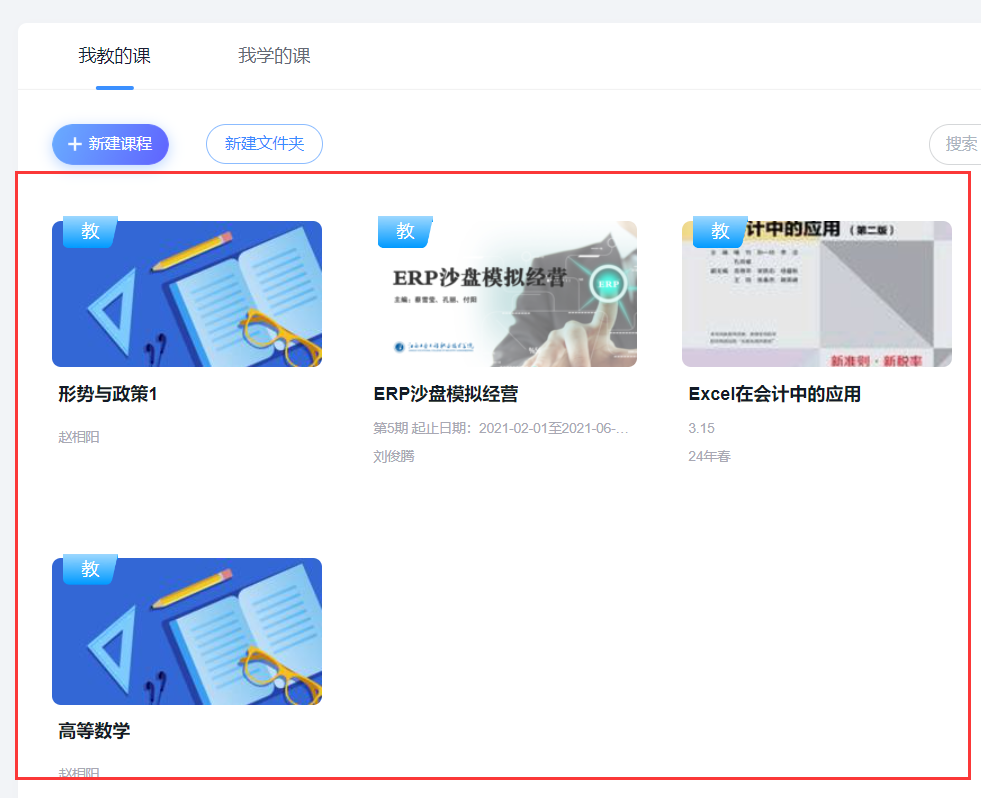 我教的课
我学的课
新建课程
新建文件夹
搜索
教
形势与政策1
赵相阳
教
ERP沙盘模拟经营
ERP
ERP沙盘模拟经营
第5期 起止日期：2021-02-01至2021-06-...
刘俊腾
教
计中的应用（第二版）
新准则·新税率
Excel在会计中的应用
3.15
24年春
教
高等数学
赵相阳